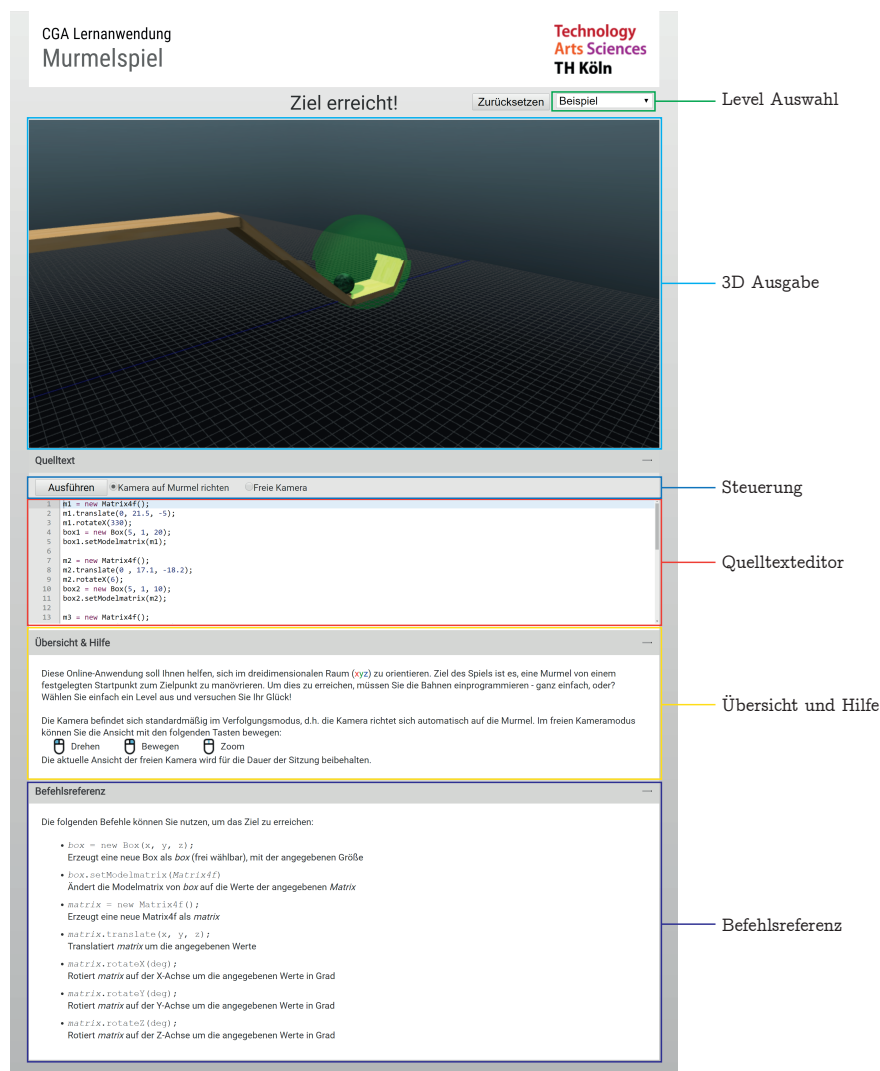 CGA Lernanwendung
Murmelspiel
Technology
Arts Sciences
TH Köln
Ziel erreicht!
Zurücksetzen
Beispiel
Level Auswahl
3D Ausgabe
Quelltext
Ausführen
Kamera auf Murmel richten
Freie Kamera
Steuerung
1 m1 = new Matrix4f();
2 m1.translate(0, 21.5, -5);
3 m1.rotateX(330);
4 box1 = new Box(5, 1, 20);
5 box1.setModelmatrix(m1);
6
7 m2 = new Matrix4f();
8 m2.translate(0 , 17.1, -18.2);
9 m2.rotateX(6);
10 box2 = new Box(5, 1, 10);
11 box2.setModelmatrix(m2);
12
13 m3 = new Matrix4f();
Quelltexteditor
Übersicht & Hilfe
Diese Online-Anwendung soll Ihnen helfen, sich im dreidimensionalen Raum (xyz) zu orientieren. Ziel des Spiels ist es, eine Murmel von einem
festgelegten Startpunkt zum Zielpunkt zu manövrieren. Um dies zu erreichen, müssen Sie die Bahnen einprogrammieren - ganz einfach, oder?
Wählen Sie einfach ein Level aus und versuchen Sie Ihr Glück!
Die Kamera befindet sich standardmäßig im Verfolgungsmodus, d.h. die Kamera richtet sich automatisch auf die Murmel. Im freien Kameramodus
können Sie die Ansicht mit den folgenden Tasten bewegen:
Drehen Bewegen Zoom
Die aktuelle Ansicht der freien Kamera wird für die Dauer der Sitzung beibehalten.
Übersicht und Hilfe
Befehlsreferenz
Die folgenden Befehle können Sie nutzen, um das Ziel zu erreichen:
• box = new Box(x, y, z);
Erzeugt eine neue Box als box (frei wählbar), mit der angegebenen Größe
• box.setModelmatrix(Matrix4f)
Ändert die Modelmatrix von box auf die Werte der angegebenen Matrix
• matrix = new Matrix4f();
Erzeugt eine neue Matrix4f als matrix
• matrix.translate(x, y, z);
Translatiert matrix um die angegebenen Werte
• matrix.rotateX(deg);
Rotiert matrix auf der X-Achse um die angegebenen Werte in Grad
• matrix.rotateY(deg);
Rotiert matrix auf der Y-Achse um die angegebenen Werte in Grad
• matrix.rotateZ(deg);
Rotiert matrix auf der Z-Achse um die angegebenen Werte in Grad
Befehlsreferenz